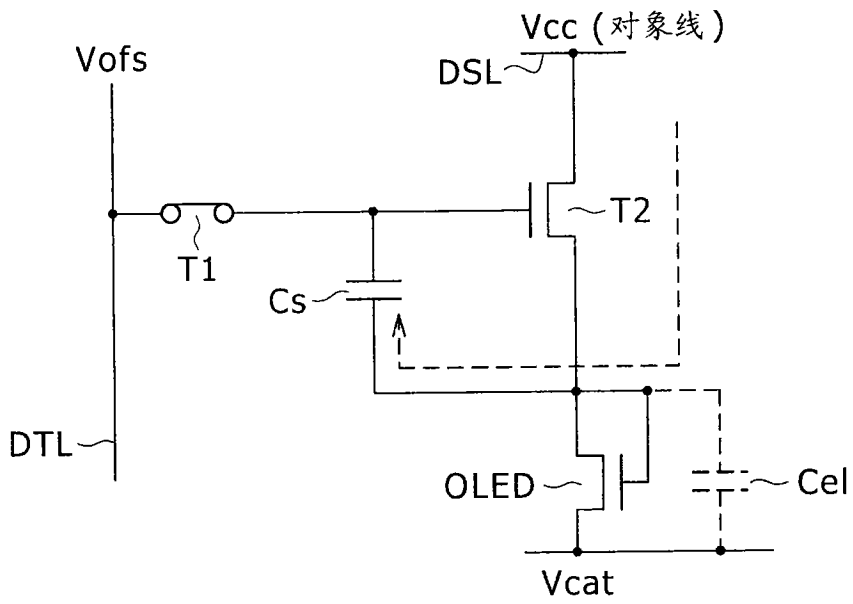 Vcc (对象线)
Vofs
DSL
T2
T1
Cs
DTL
OLED
Cel
Vcat